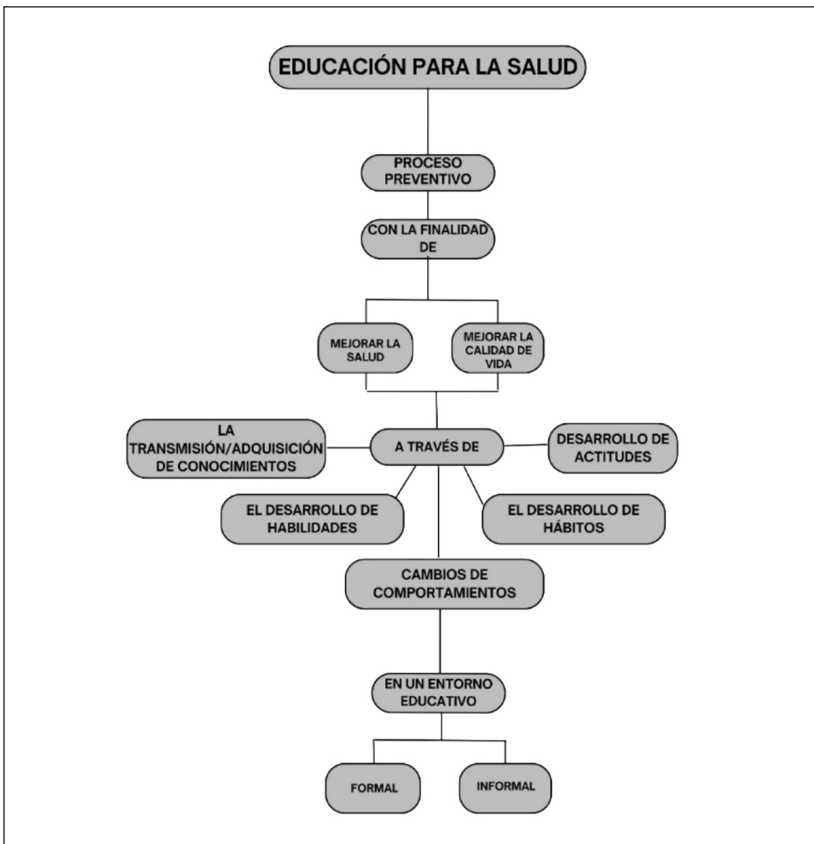 EDUCACIÓN PARA LA SALUD
PROCESO
PREVENTIVO
CON LA FINALIDAD
DE
MEJORAR LA
SALUD
MEJORAR LA
CALIDAD DE
VIDA
LA
TRANSMISIÓN/ADQUISICIÓN
DE CONOCIMIENTOS
A TRAVÉS DE
DESARROLLO DE
ACTITUDES
EL DESARROLLO DE
HABILIDADES
EL DESARROLLO DE
HÁBITOS
CAMBIOS DE
COMPORTAMIENTOS
EN UN ENTORNO
EDUCATIVO
FORMAL
INFORMAL